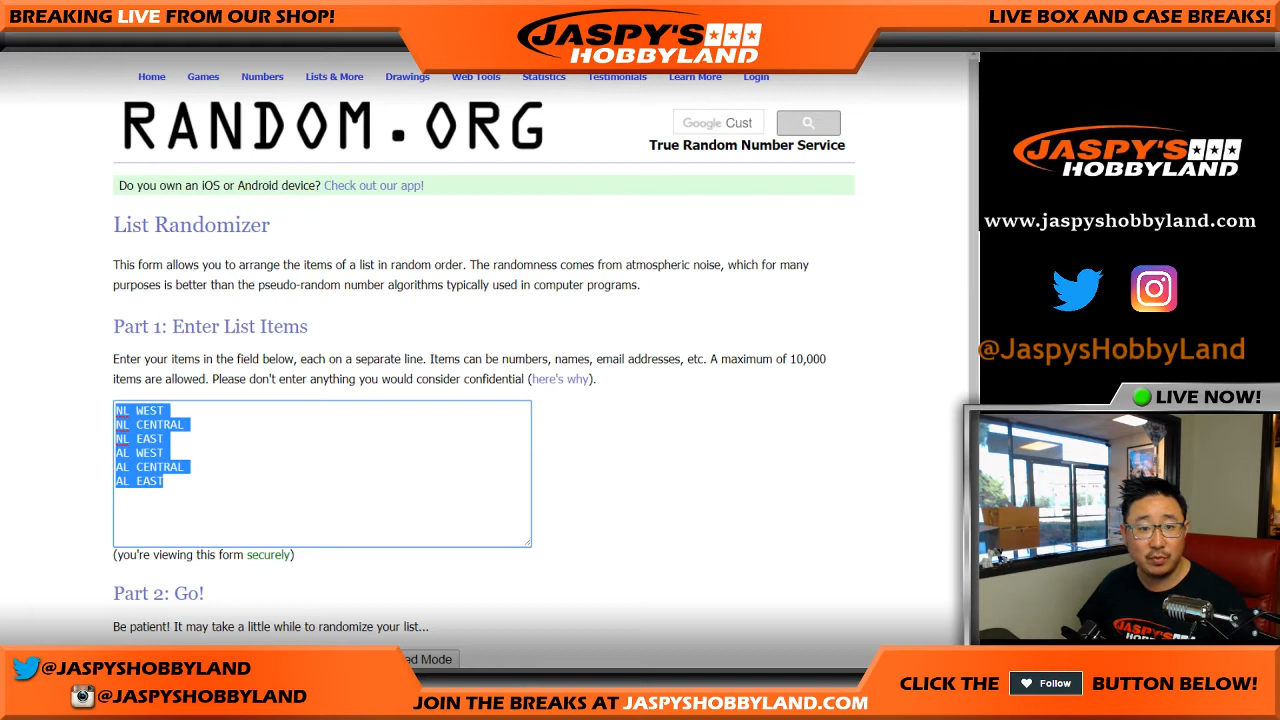 BREAKING LIVE FROM OUR SHOP!
JASPY'S
HOBBYLAND
LIVE BOX AND CASE BREAKS!
Home Games Numbers Lists & More Drawings Web Tools Statistics Testimonials Learn More Login
RANDOM.ORG
Google Cust
True Random Number Service
Do you own an iOS or Android device? Check out our app!
List Randomizer
This form allows you to arrange the items of a list in random order. The randomness comes from atmospheric noise, which for many
purposes is better than the pseudo-random number algorithms typically used in computer programs.
Part 1: Enter List Items
Enter your items in the field below, each on a separate line. Items can be numbers, names, email addresses, etc. A maximum of 10,000
items are allowed. Please don't enter anything you would consider confidential (here's why).
NL WEST
NL CENTRAL
NL EAST
AL WEST
AL CENTRAL
AL EAST
(you're viewing this form securely)
Part 2: Go!
Be patient! It may take a little while to randomize your list...
Mode
JASPY'S
HOBBYLAND
www.jaspyshobbyland.com
@JaspysHobbyLand
LIVE NOW!
JASPY'S
HOBBYLAND
@JASPYSHOBBYLAND
@JASPYSHOBBYLAND
JOIN THE BREAKS AT JASPYSHOBBYLAND.COM
CLICK THE Follow BUTTON BELOW!